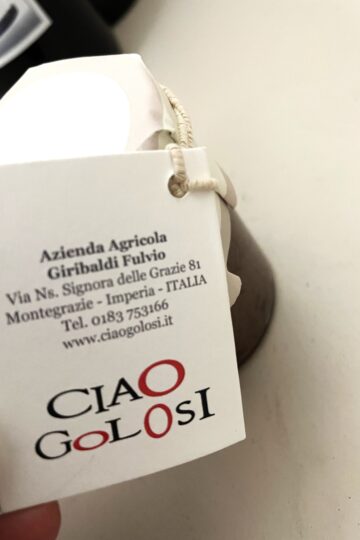 Azienda Agricola
Giribaldi Fulvio
Via Ns. Signora delle Grazie 81
Montegrazie - Imperia - ITALIA
Tel. 0183 753166
www.ciaogolosi.it
CIAO
GOLOSI